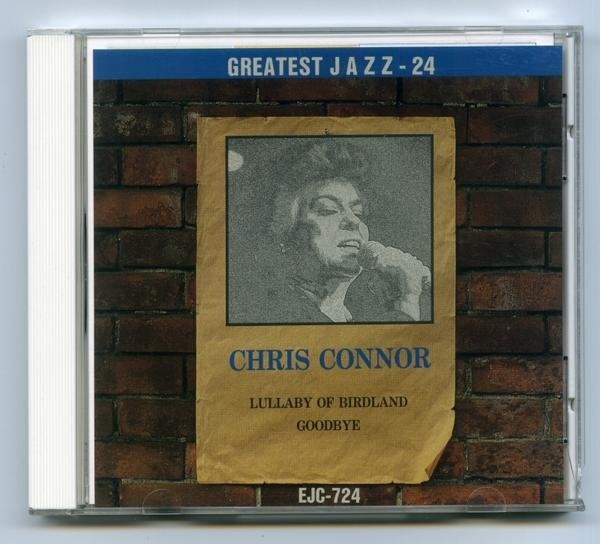 GREATEST JAZZ - 24
CHRIS CONNOR
LULLABY OF BIRDLAND
GOODBYE
EJC-724